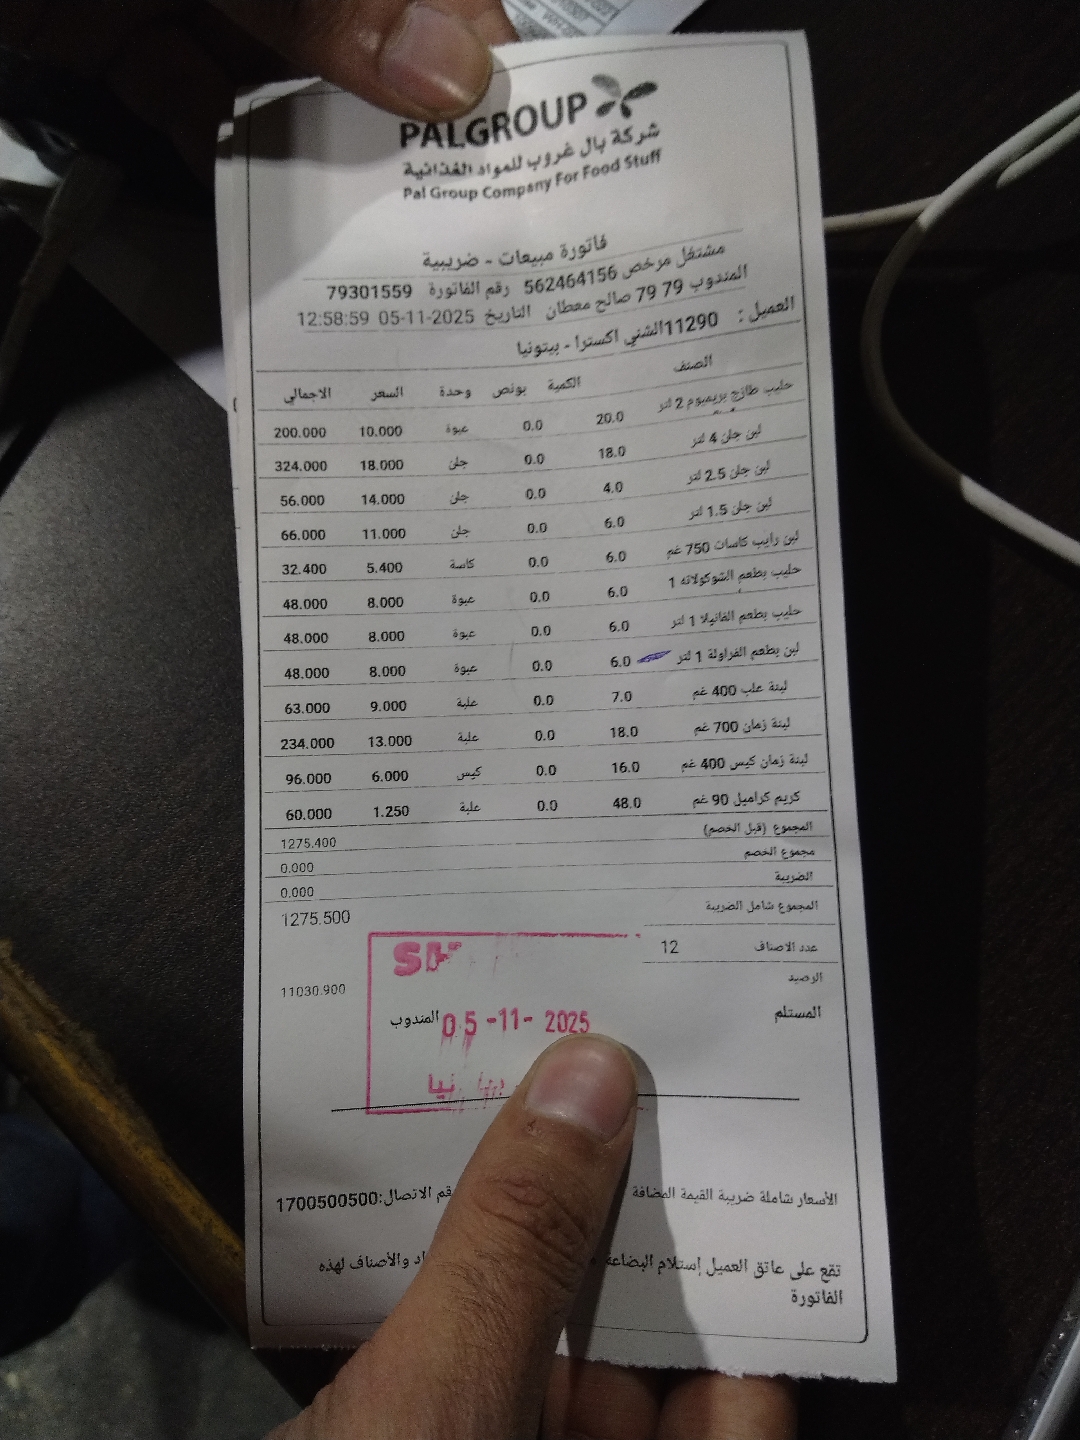 PALGROUP
شركة بال غروب للمواد الغذائية
Pal Group Company For Food Stuff
فاتورة مبيعات - ضريبية
مشتغل مرخص 562464156 رقم الفاتورة 79301559
المندوب 79 79 صالح معطان التاريخ 05-11-2025 12:58:59
العميل : 11290الشني اكسترا - بيتونيا
الصنف الكمية بونص وحدة السعر الاجمالي
حليب طازج بريميوم 2 لتر 20.0 0.0 عبوة 10.000 200.000
لبن جلن 4 لتر 18.0 0.0 جلن 18.000 324.000
لبن جلن 2.5 لتر 4.0 0.0 جلن 14.000 56.000
لبن جلن 1.5 لتر 6.0 0.0 جلن 11.000 66.000
لبن رايب كاسات 750 غم 6.0 0.0 كاسة 5.400 32.400
حليب بطعم الشوكولاته 1 6.0 0.0 عبوة 8.000 48.000
حليب بطعم الفانيلا 1 لتر 6.0 0.0 عبوة 8.000 48.000
لبن بطعم الفراولة 1 لتر 6.0 0.0 عبوة 8.000 48.000
لبنة علب 400 غم 7.0 0.0 علبة 9.000 63.000
لبنة زمان 700 غم 18.0 0.0 علبة 13.000 234.000
لبنة زمان كيس 400 غم 16.0 0.0 كيس 6.000 96.000
كريم كراميل 90 غم 48.0 0.0 علبة 1.250 60.000
المجموع (قبل الخصم) 1275.400
مجموع الخصم 0.000
الضريبة 0.000
المجموع شامل الضريبة 1275.500
عدد الاصناف 12
الرصيد 11030.900
المستلم المندوب
05-11-2025
الأسعار شاملة ضريبة القيمة المضافة رقم الاتصال:1700500500
تقع على عاتق العميل إستلام البضاعة والأصناف لهذه
الفاتورة